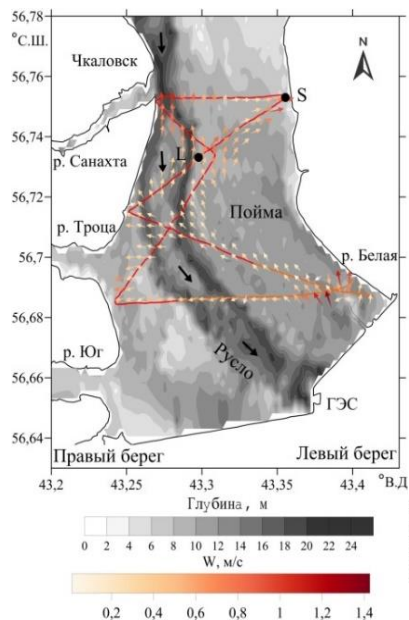 56,78
°С.Ш.
56,76
56,74
56,72
56,7
56,68
56,66
56,64
Чкаловск
N
S
L
р. Санахта
Пойма
р. Троца
р. Белая
р. Юг
Русло
ГЭС
Правый берег
Левый берег
43,2 43,25 43,3 43,35 43,4 °В.Д.
Глубина, м
0 2 4 6 8 10 12 14 16 18 20 22 24
W, м/с
0,2 0,4 0,6 0,8 1 1,2 1,4